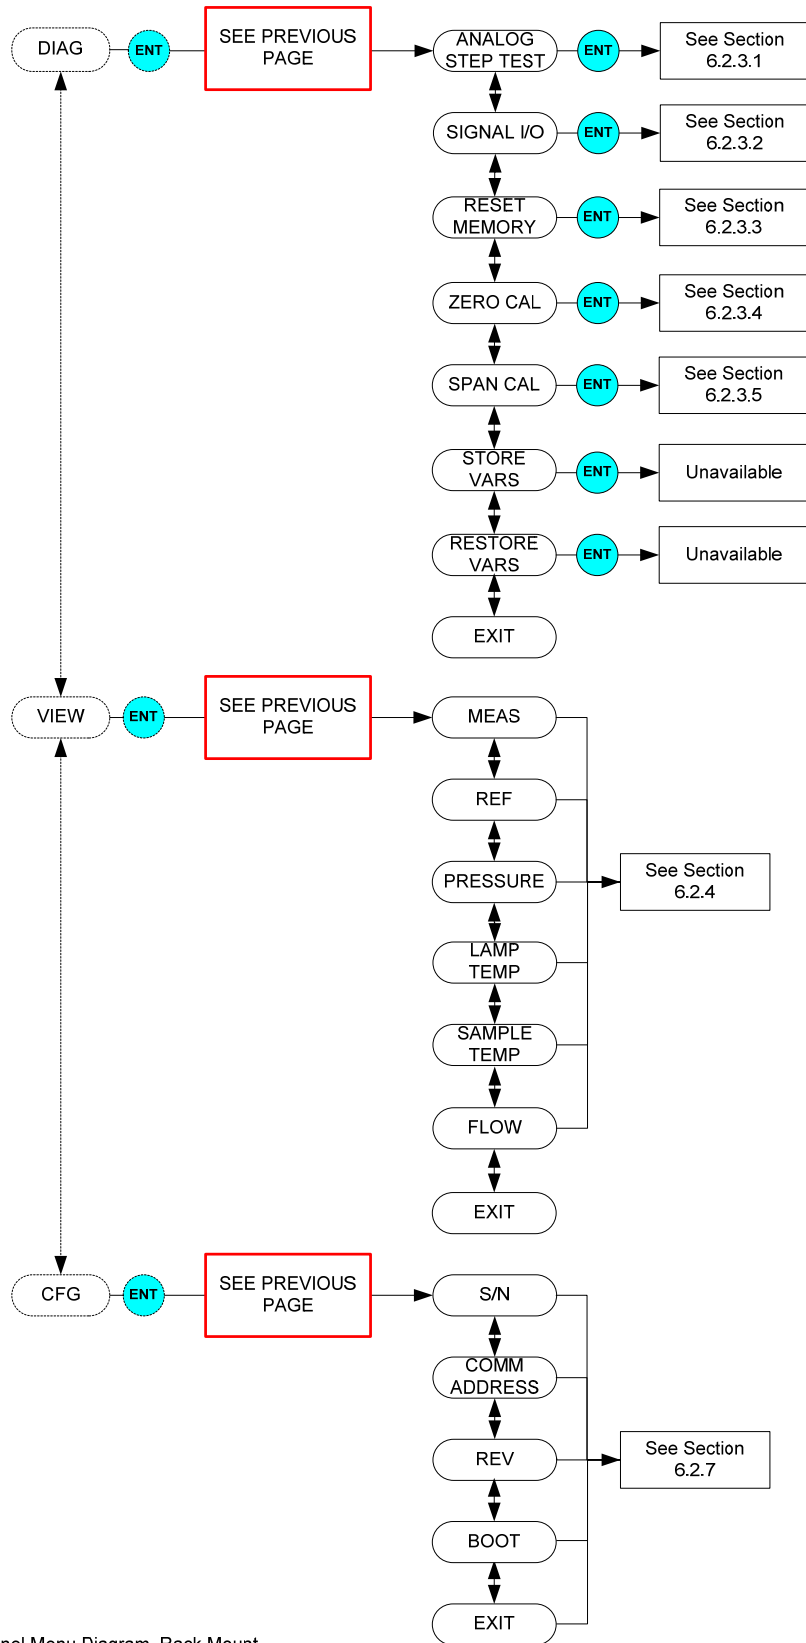 DIAG
ENT
SEE PREVIOUS
PAGE
ANALOG
STEP TEST
ENT
See Section
6.2.3.1
SIGNAL I/O
ENT
See Section
6.2.3.2
RESET
MEMORY
ENT
See Section
6.2.3.3
ZERO CAL
ENT
See Section
6.2.3.4
SPAN CAL
ENT
See Section
6.2.3.5
STORE
VARS
ENT
Unavailable
RESTORE
VARS
ENT
Unavailable
EXIT
VIEW
ENT
SEE PREVIOUS
PAGE
MEAS
REF
PRESSURE
See Section
6.2.4
LAMP
TEMP
SAMPLE
TEMP
FLOW
EXIT
CFG
ENT
SEE PREVIOUS
PAGE
S/N
COMM
ADDRESS
REV
See Section
6.2.7
BOOT
EXIT
Menu Diagram, Rack Mount